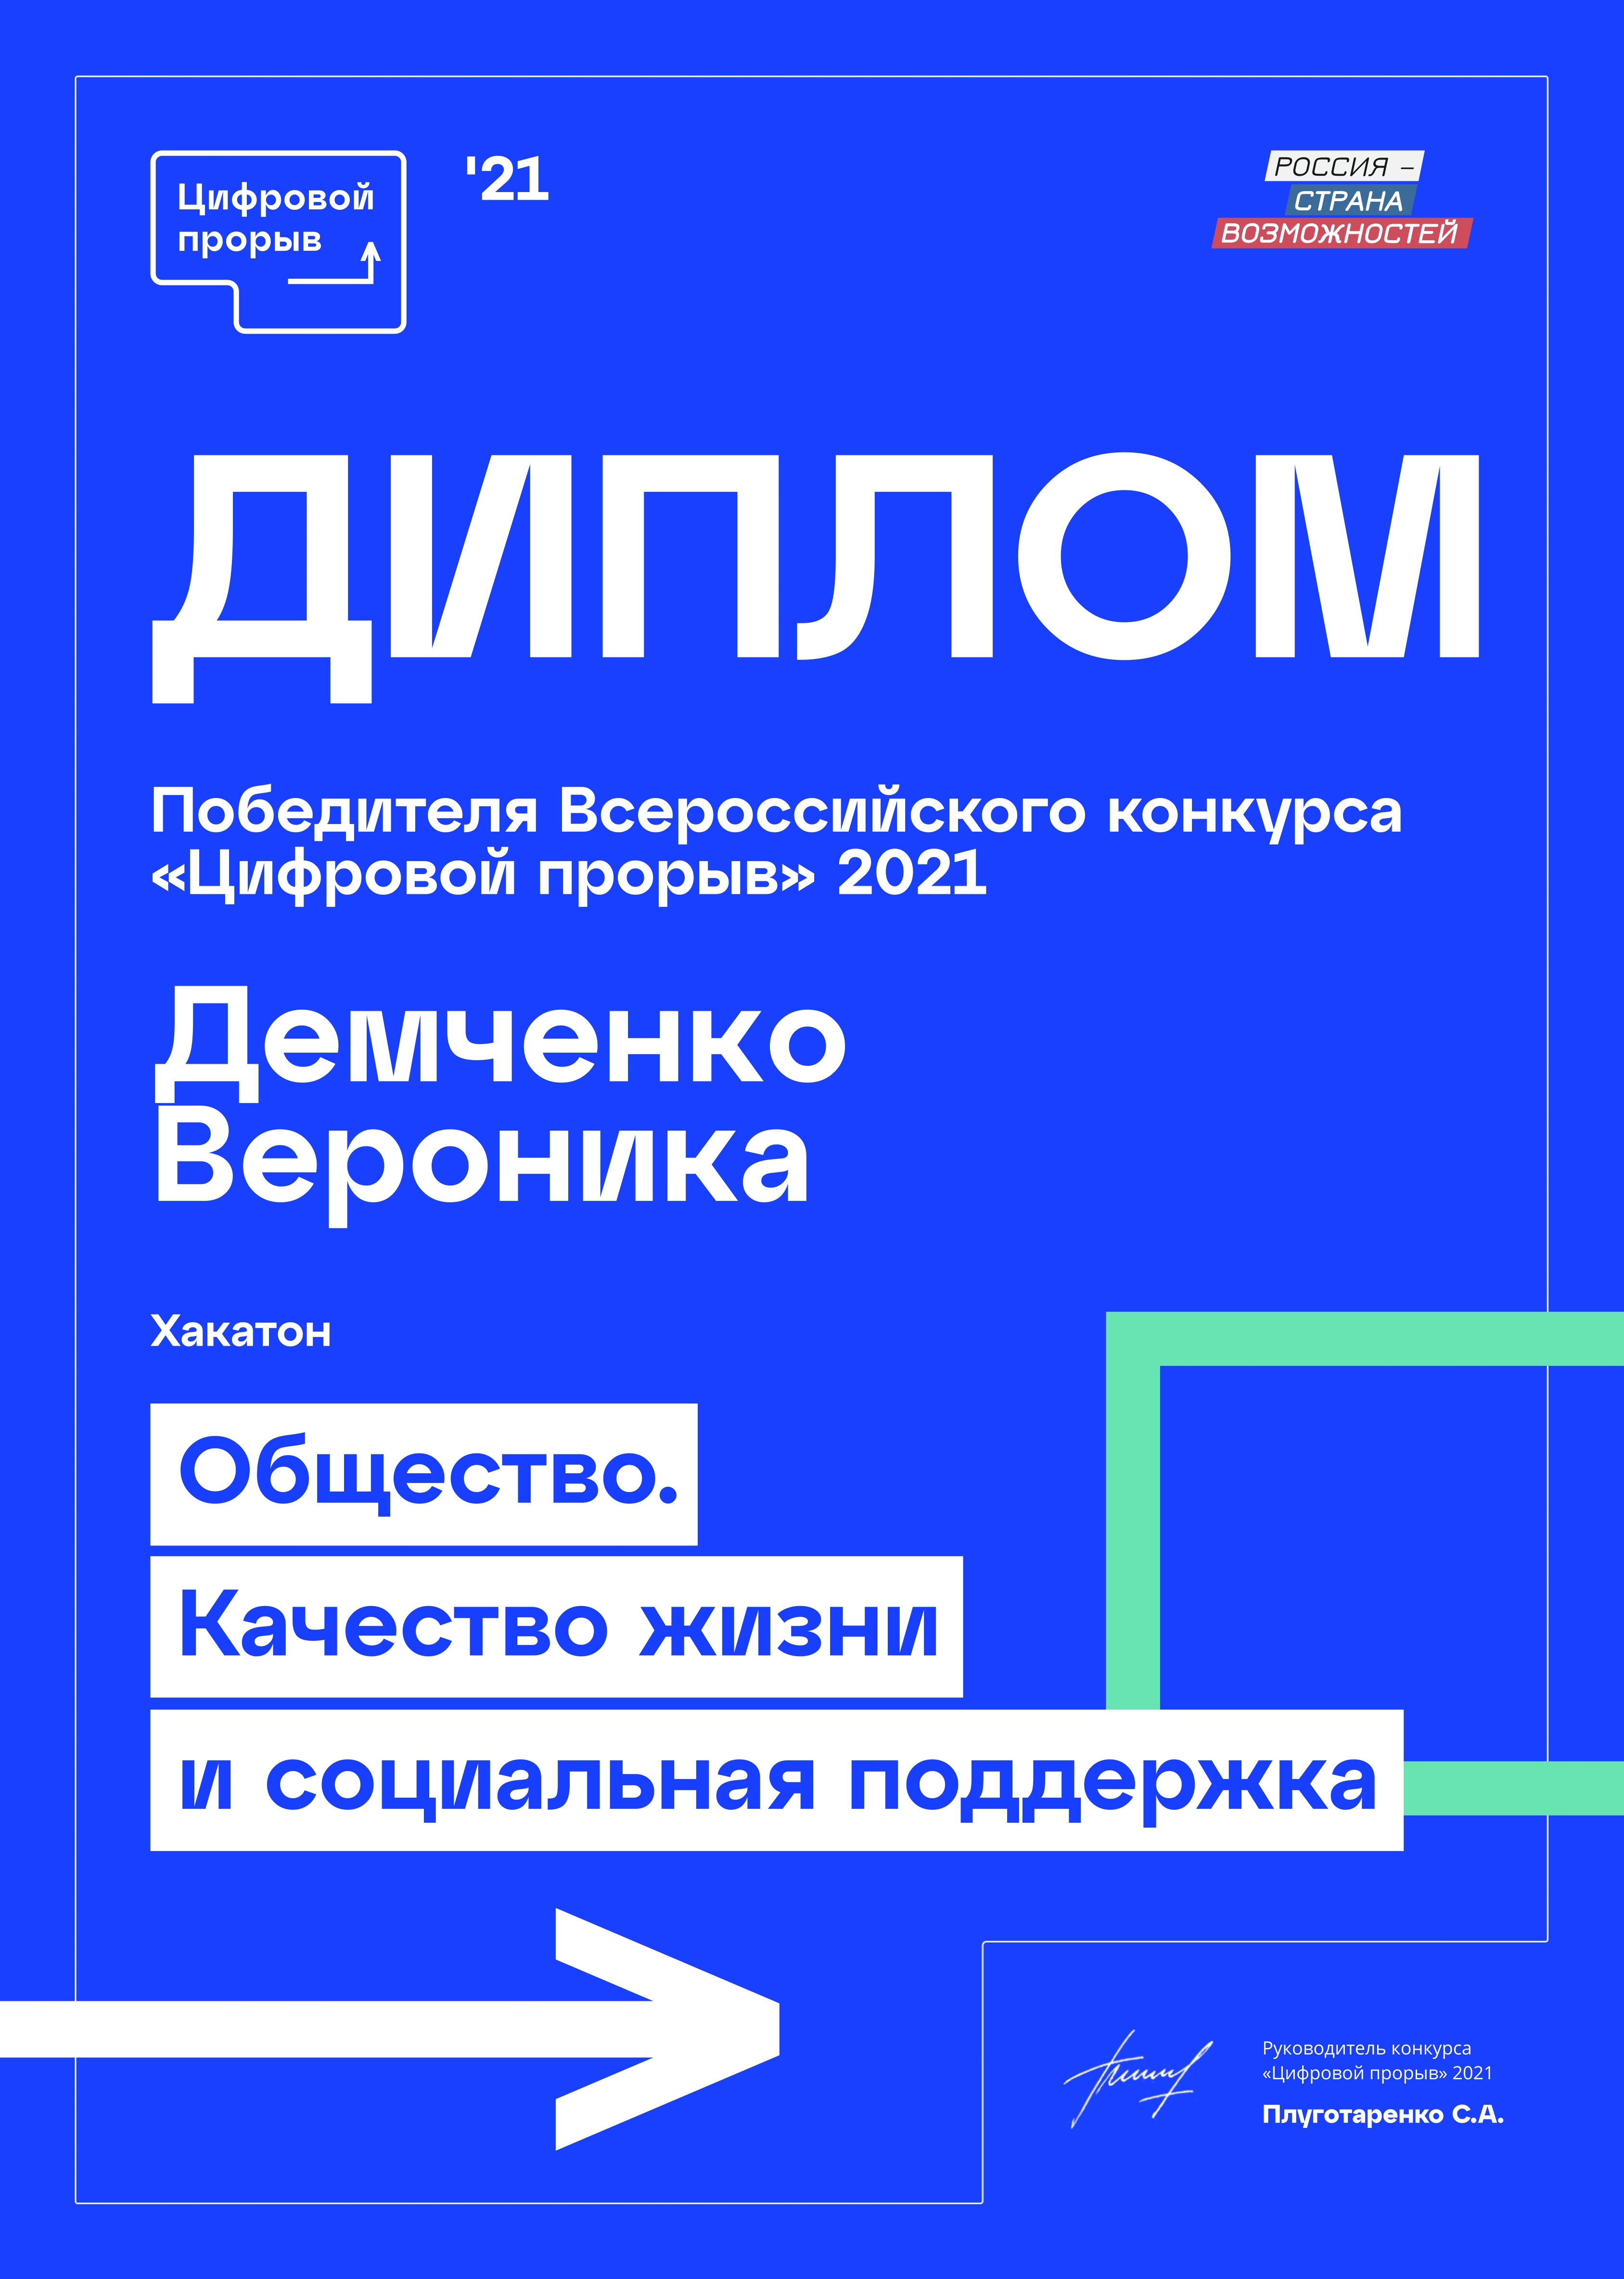 Цифровой
прорыв
'21
РОССИЯ –
СТРАНА
ВОЗМОЖНОСТЕЙ
ДИПЛОМ
Победителя Всероссийского конкурса
«Цифровой прорыв» 2021
Демченко
Вероника
Хакатон
Общество.
Качество жизни
и социальная поддержка
Руководитель конкурса
«Цифровой прорыв» 2021
Плуготаренко С.А.